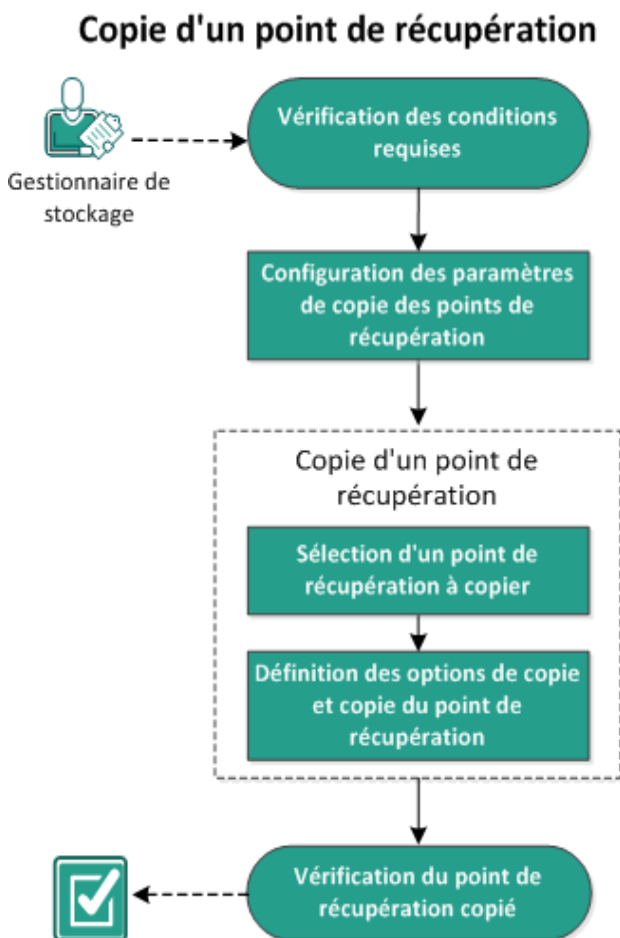 Copie d'un point de récupération
Vérification des conditions
requises
Gestionnaire de
stockage
Configuration des paramètres
de copie des points de
récupération
Copie d'un point de
récupération
Sélection d'un point de
récupération à copier
Définition des options de copie
et copie du point de
récupération
Vérification du point de
récupération copié